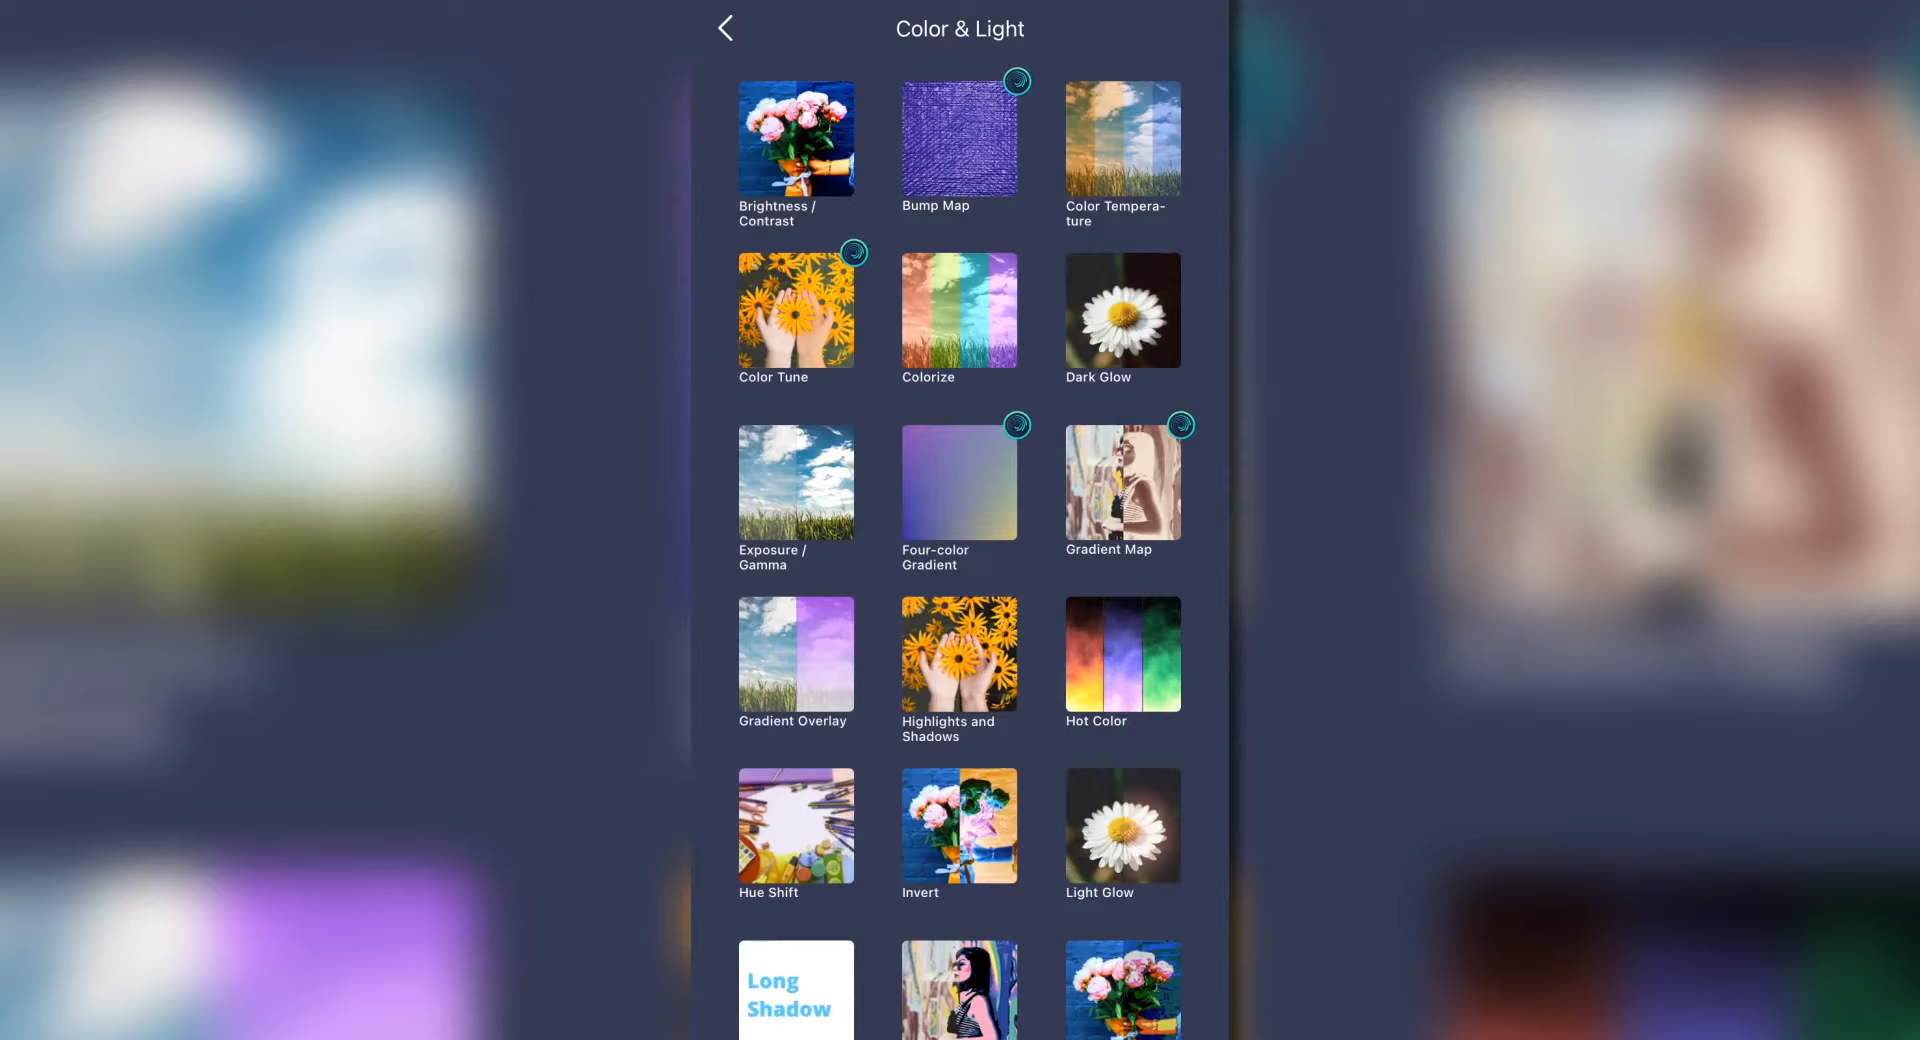 Color & Light
Brightness /
Contrast
Bump Map
Color Tempera-
ture
Color Tune
Colorize
Dark Glow
Exposure /
Gamma
Four-color
Gradient
Gradient Map
Gradient Overlay
Highlights and
Shadows
Hot Color
Hue Shift
Invert
Light Glow
Long
Shadow